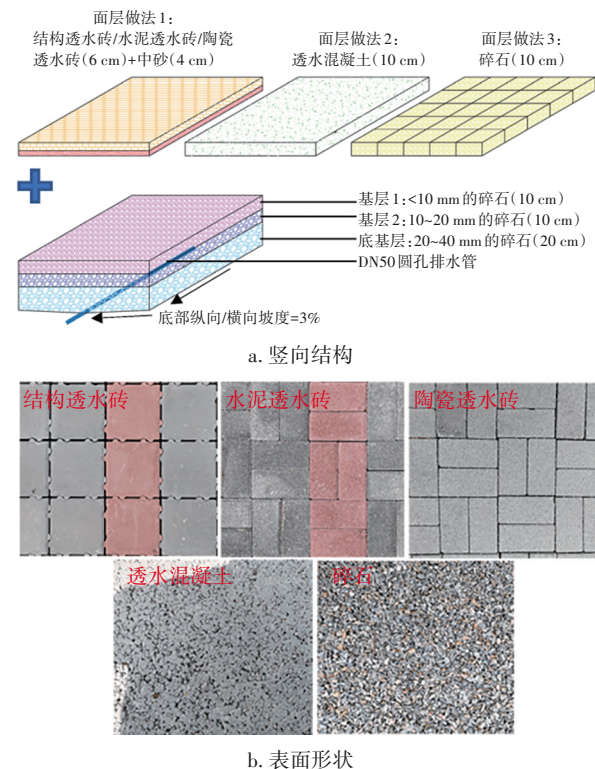 面层做法1:
结构透水砖/水泥透水砖/陶瓷
透水砖(6 cm)+中砂(4 cm)
面层做法2:
透水混凝土(10 cm)
面层做法3:
碎石(10 cm)
基层1:<10 mm的碎石(10 cm)
基层2:10~20 mm的碎石(10 cm)
底基层:20~40 mm的碎石(20 cm)
DN50圆孔排水管
底部纵向/横向坡度=3%
a. 竖向结构
结构透水砖
水泥透水砖
陶瓷透水砖
透水混凝土
碎石
b. 表面形状